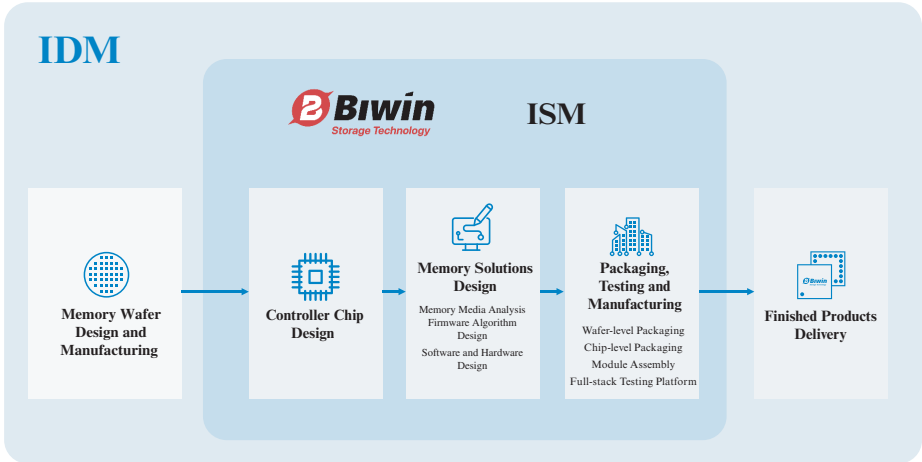 IDM
Biwin
Storage Technology
ISM
Memory Wafer
Design and
Manufacturing
Controller Chip
Design
Memory Solutions
Design
Memory Media Analysis
Firmware Algorithm
Design
Software and Hardware
Design
Packaging,
Testing and
Manufacturing
Wafer-level Packaging
Chip-level Packaging
Module Assembly
Full-stack Testing Platform
Biwin
Finished Products
Delivery